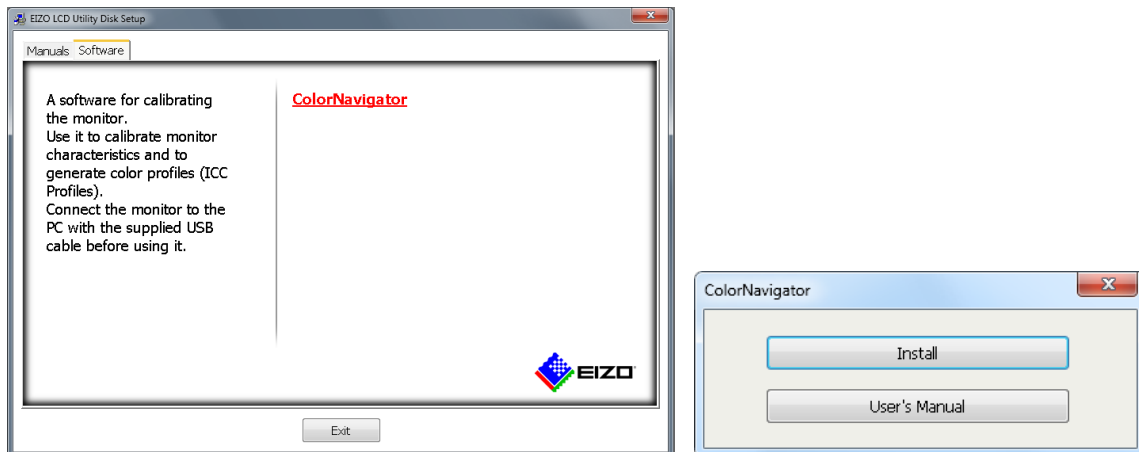 EIZO LCD Utility Disk Setup
Manuals Software
A software for calibrating
the monitor.
Use it to calibrate monitor
characteristics and to
generate color profiles (ICC
Profiles).
Connect the monitor to the
PC with the supplied USB
cable before using it.
ColorNavigator
EIZO
Exit
ColorNavigator
Install
User's Manual